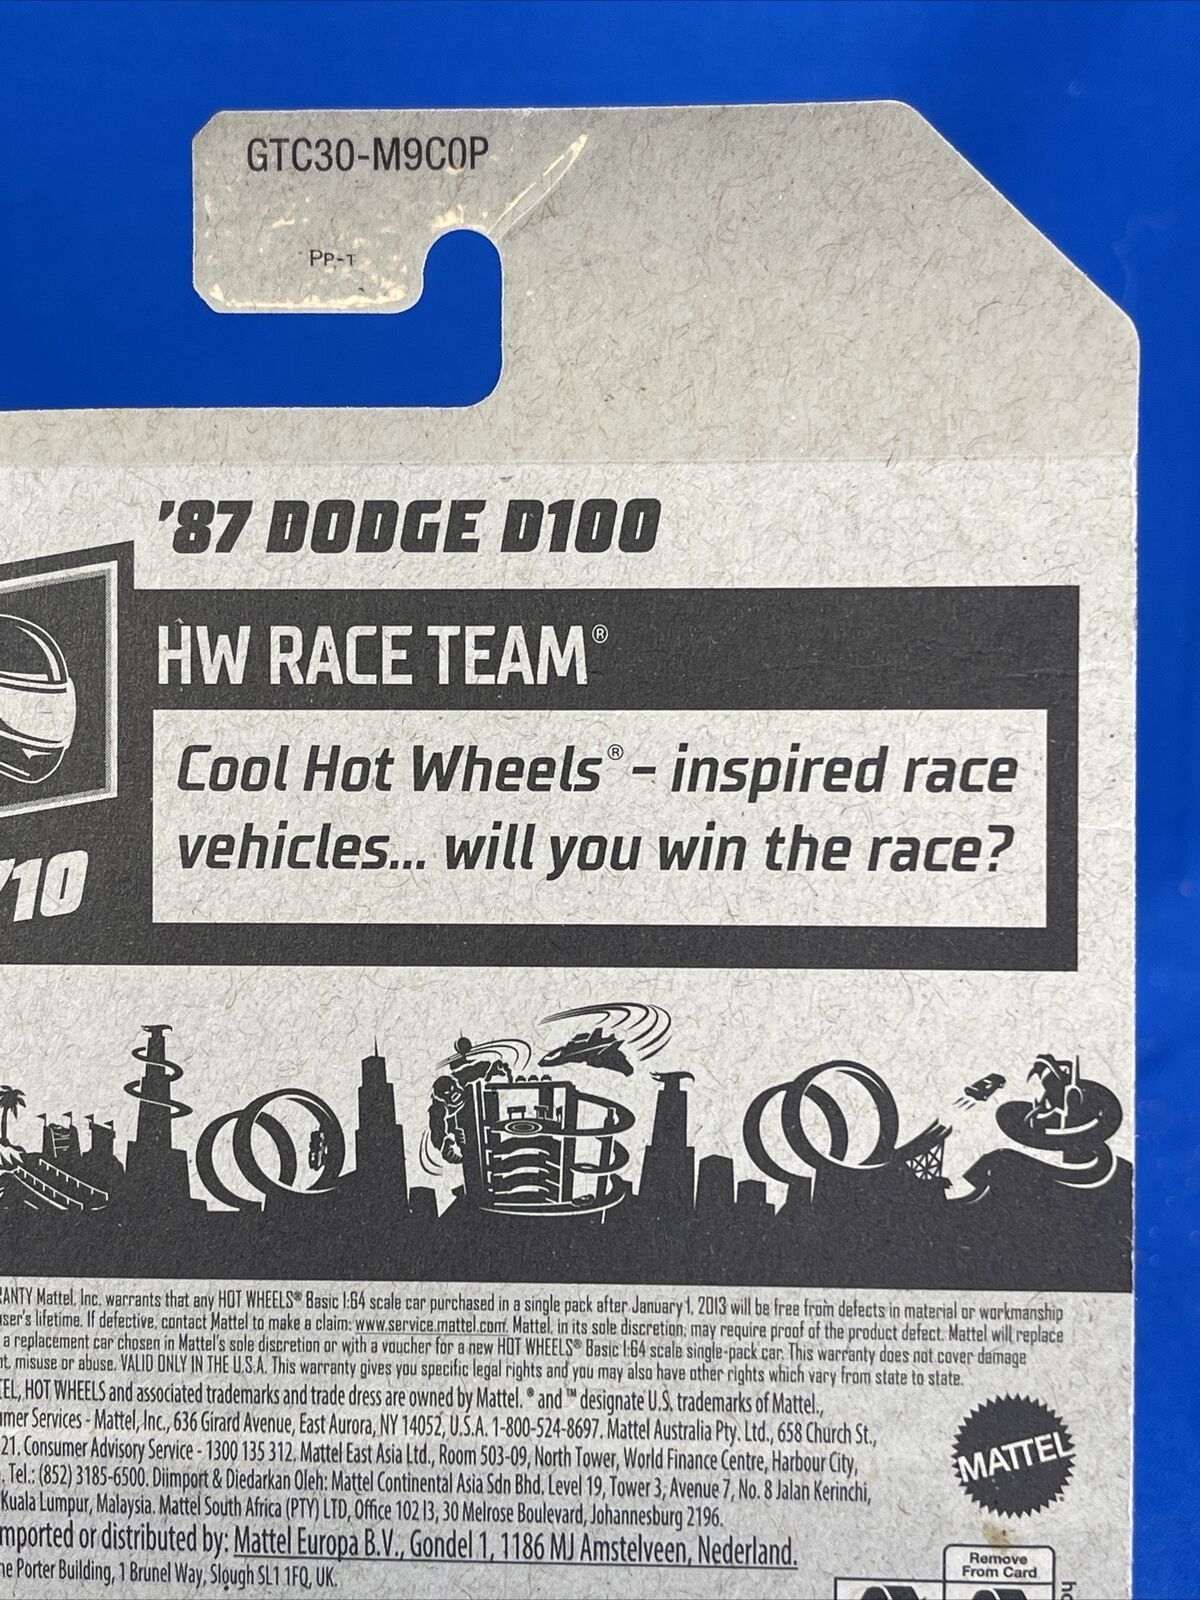 GTC30-M9C0P
PP-T
'87 DODGE D100
HW RACE TEAM®
Cool Hot Wheels® - inspired race
vehicles... will you win the race?
/10
Mattel, Inc. warrants that any HOT WHEELS® Basic 1:64 scale car purchased in a single pack after January 1, 2013 will be free from defects in material or workmanship
user's lifetime. If defective, contact Mattel to make a claim: www.service.mattel.com. Mattel, in its sole discretion, may require proof of the product defect. Mattel will replace
a replacement car chosen in Mattel's sole discretion or with a voucher for a new HOT WHEELS® Basic 1:64 scale single-pack car. This warranty does not cover damage
misuse or abuse. VALID ONLY IN THE U.S.A. This warranty gives you specific legal rights and you may also have other rights which vary from state to state.
HOT WHEELS and associated trademarks and trade dress are owned by Mattel. ® and ™ designate U.S. trademarks of Mattel.,
Services - Mattel, Inc., 636 Girard Avenue, East Aurora, NY 14052, U.S.A. 1-800-524-8697. Mattel Australia Pty. Ltd., 658 Church St.,
21. Consumer Advisory Service - 1300 135 312. Mattel East Asia Ltd., Room 503-09, North Tower, World Finance Centre, Harbour City,
Tel.: (852) 3185-6500. Diimport & Diedarkan Oleh: Mattel Continental Asia Sdn Bhd. Level 19, Tower 3, Avenue 7, No. 8 Jalan Kerinchi,
Kuala Lumpur, Malaysia. Mattel South Africa (PTY) LTD, Office 102 I3, 30 Melrose Boulevard, Johannesburg 2196.
MATTEL
mported or distributed by: Mattel Europa B.V., Gondel 1, 1186 MJ Amstelveen, Nederland.
Porter Building, 1 Brunel Way, Slough SL1 1FQ, UK.
Remove
From Card